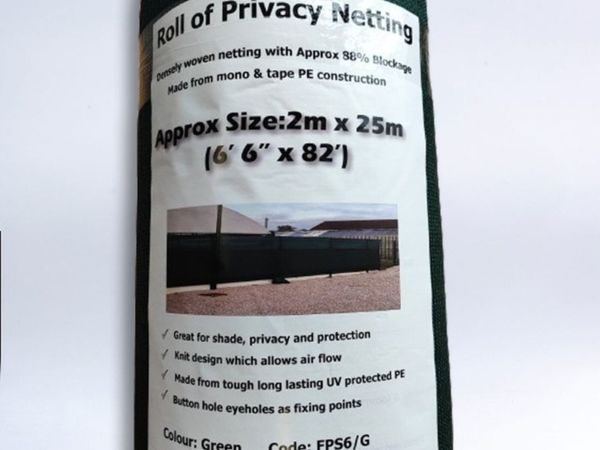 Roll of Privacy Netting
Densely woven netting with Approx 88% Blockage
Made from mono & tape PE construction
Approx Size:2m x 25m
(6' 6" x 82')
Great for shade, privacy and protection
Knit design which allows air flow
Made from tough long lasting UV protected PE
Button hole eyeholes as fixing points
Colour: Green Code: FPS6/G